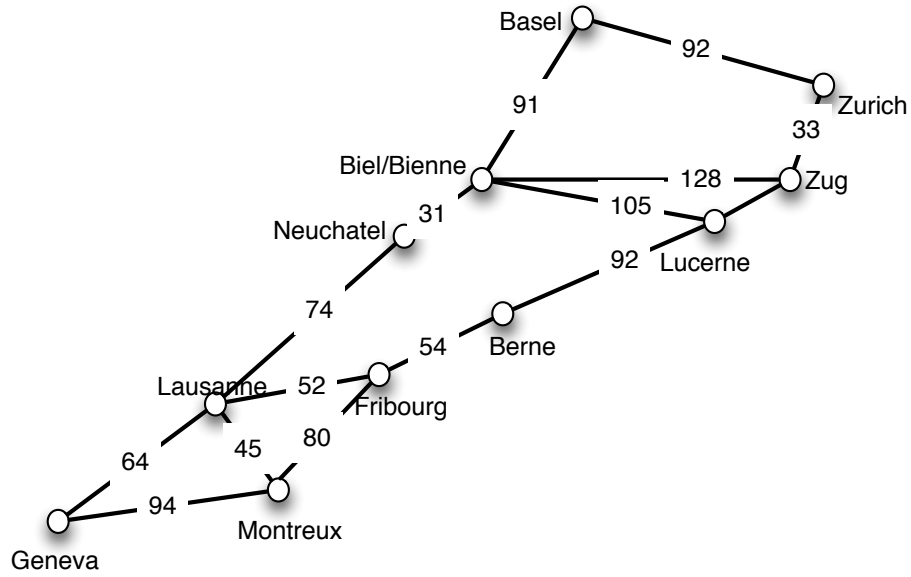 Basel
92
Zurich
91
33
Biel/Bienne
128
Zug
105
31
Neuchatel
92
Lucerne
74
54
Berne
Lausanne
52
Fribourg
45
80
64
94
Montreux
Geneva